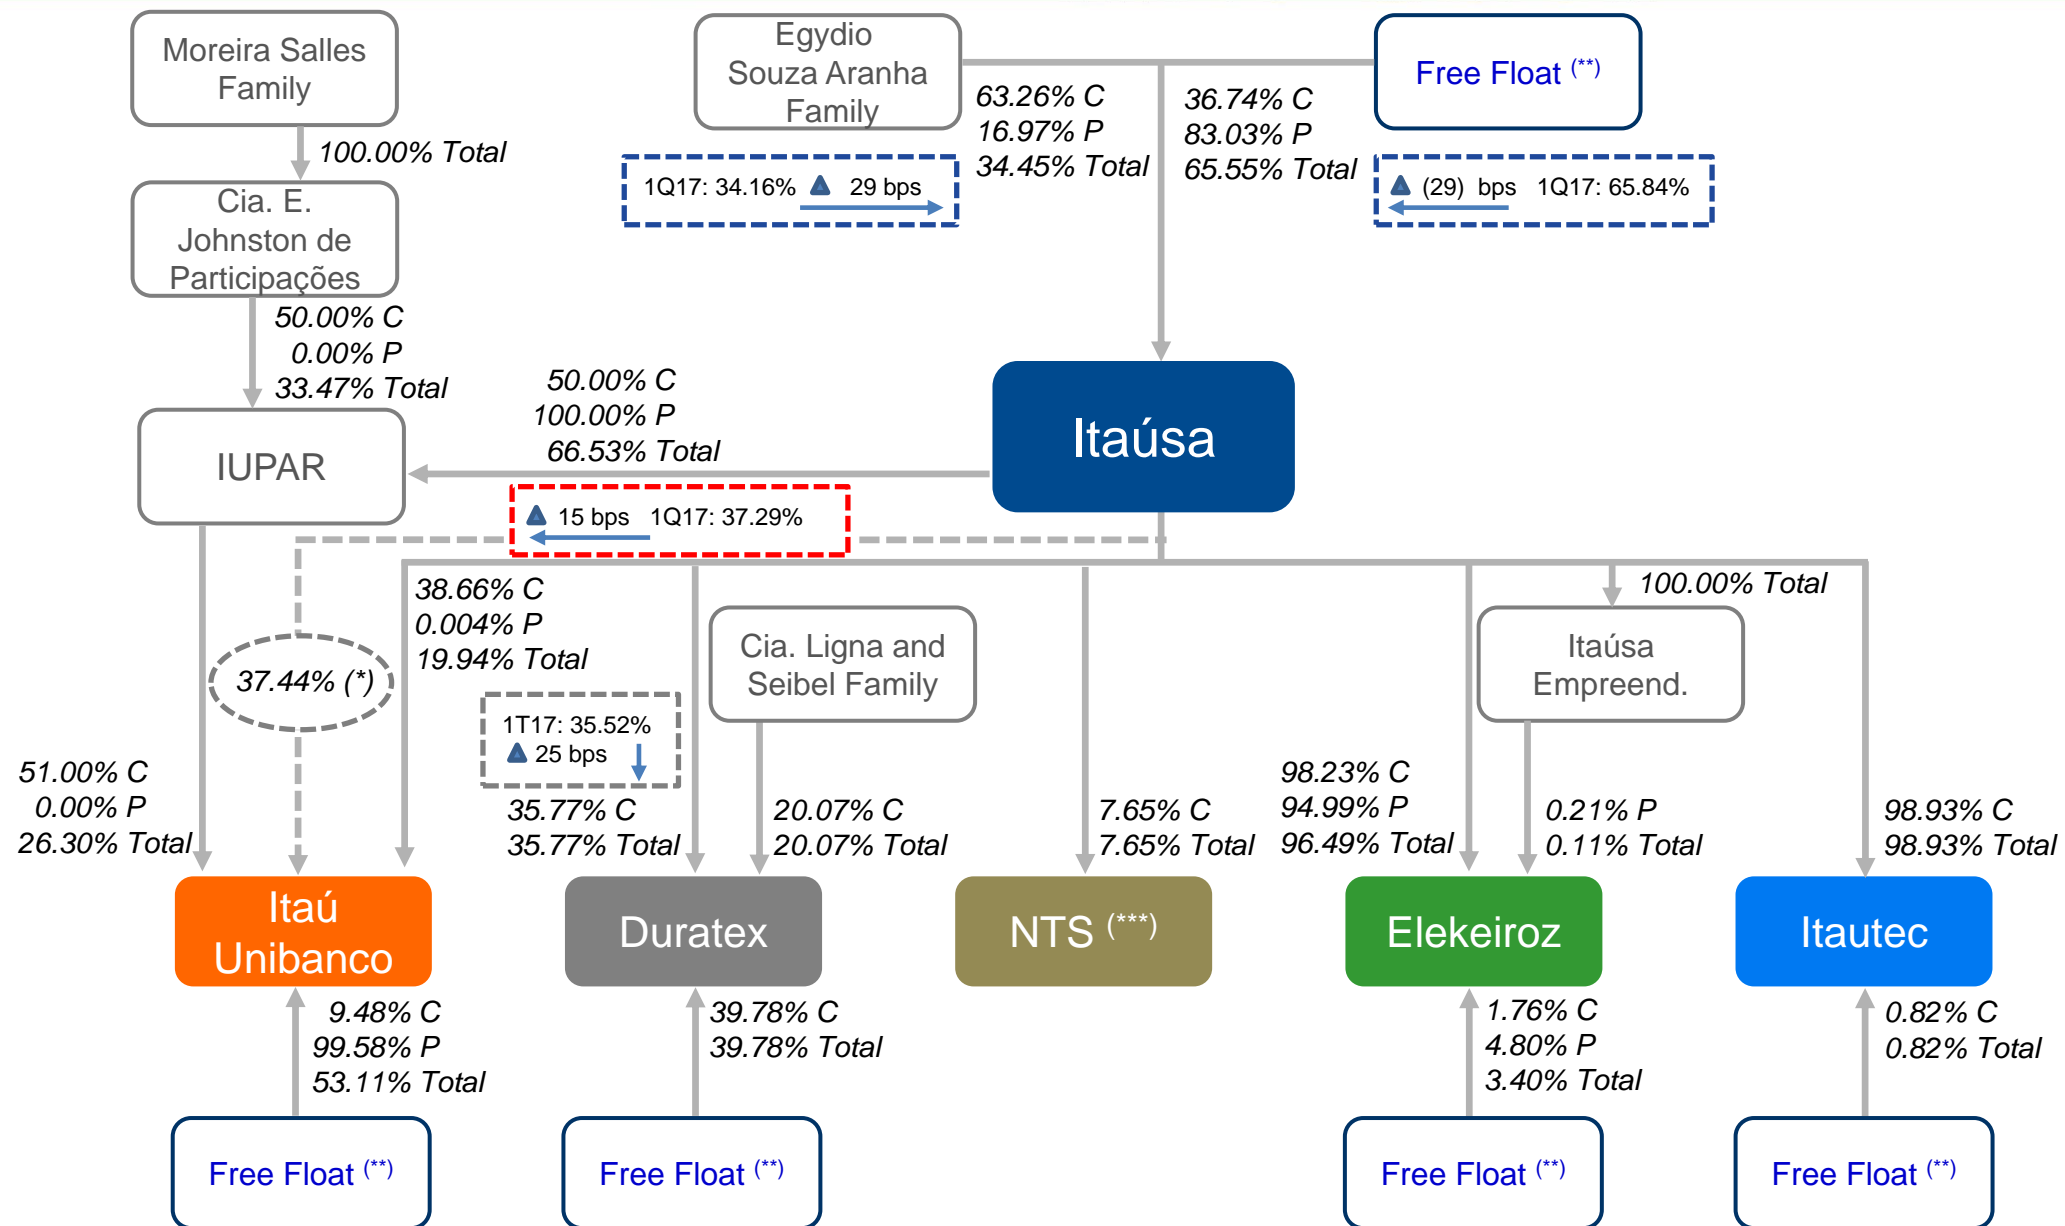 Moreira Salles
Family
100.00% Total
Cia. E.
Johnston de
Participações
50.00% C
0.00% P
33.47% Total
IUPAR
Egydio
Souza Aranha
Family
63.26% C
16.97% P
34.45% Total
1Q17: 34.16% 29 bps
Free Float (**)
36.74% C
83.03% P
65.55% Total
(29) bps 1Q17: 65.84%
Itaúsa
50.00% C
100.00% P
66.53% Total
15 bps 1Q17: 37.29%
37.44% (*)
51.00% C
0.00% P
26.30% Total
38.66% C
0.004% P
19.94% Total
1T17: 35.52%
25 bps
35.77% C
35.77% Total
Cia. Ligna and
Seibel Family
20.07% C
20.07% Total
7.65% C
7.65% Total
98.23% C
94.99% P
96.49% Total
100.00% Total
Itaúsa
Empreend.
0.21% P
0.11% Total
98.93% C
98.93% Total
Itaú
Unibanco
Duratex
NTS (***)
Elekeiroz
Itautec
9.48% C
99.58% P
53.11% Total
39.78% C
39.78% Total
1.76% C
4.80% P
3.40% Total
0.82% C
0.82% Total
Free Float (**)
Free Float (**)
Free Float (**)
Free Float (**)